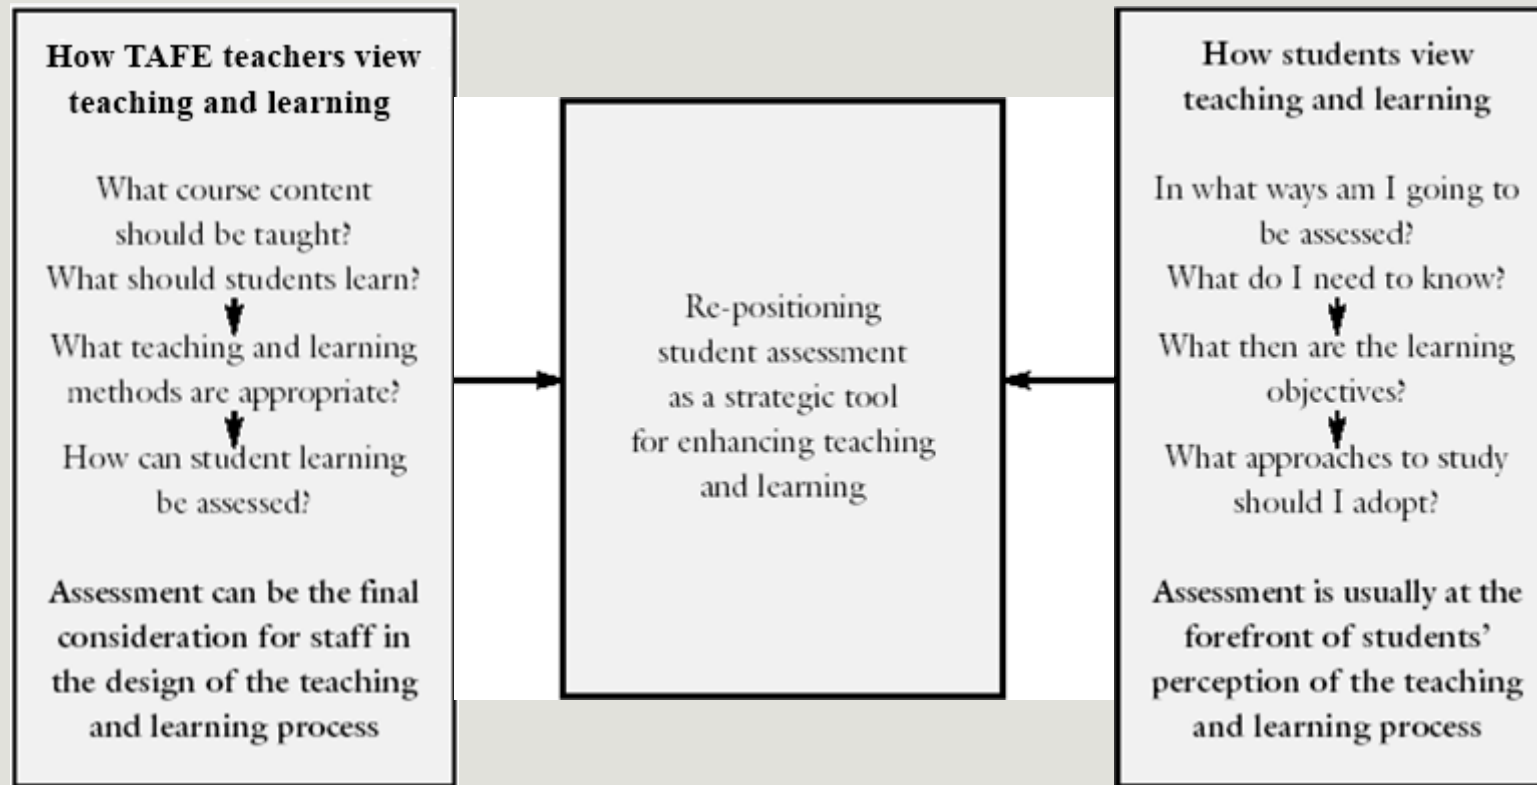 How TAFE teachers view
teaching and learning
What course content
should be taught?
What should students learn?
What teaching and learning
methods are appropriate?
How can student learning
be assessed?
Assessment can be the final
consideration for staff in
the design of the teaching
and learning process
Re-positioning
student assessment
as a strategic tool
for enhancing teaching
and learning
How students view
teaching and learning
In what ways am I going to
be assessed?
What do I need to know?
What then are the learning
objectives?
What approaches to study
should I adopt?
Assessment is usually at the
forefront of students’
perception of the teaching
and learning process